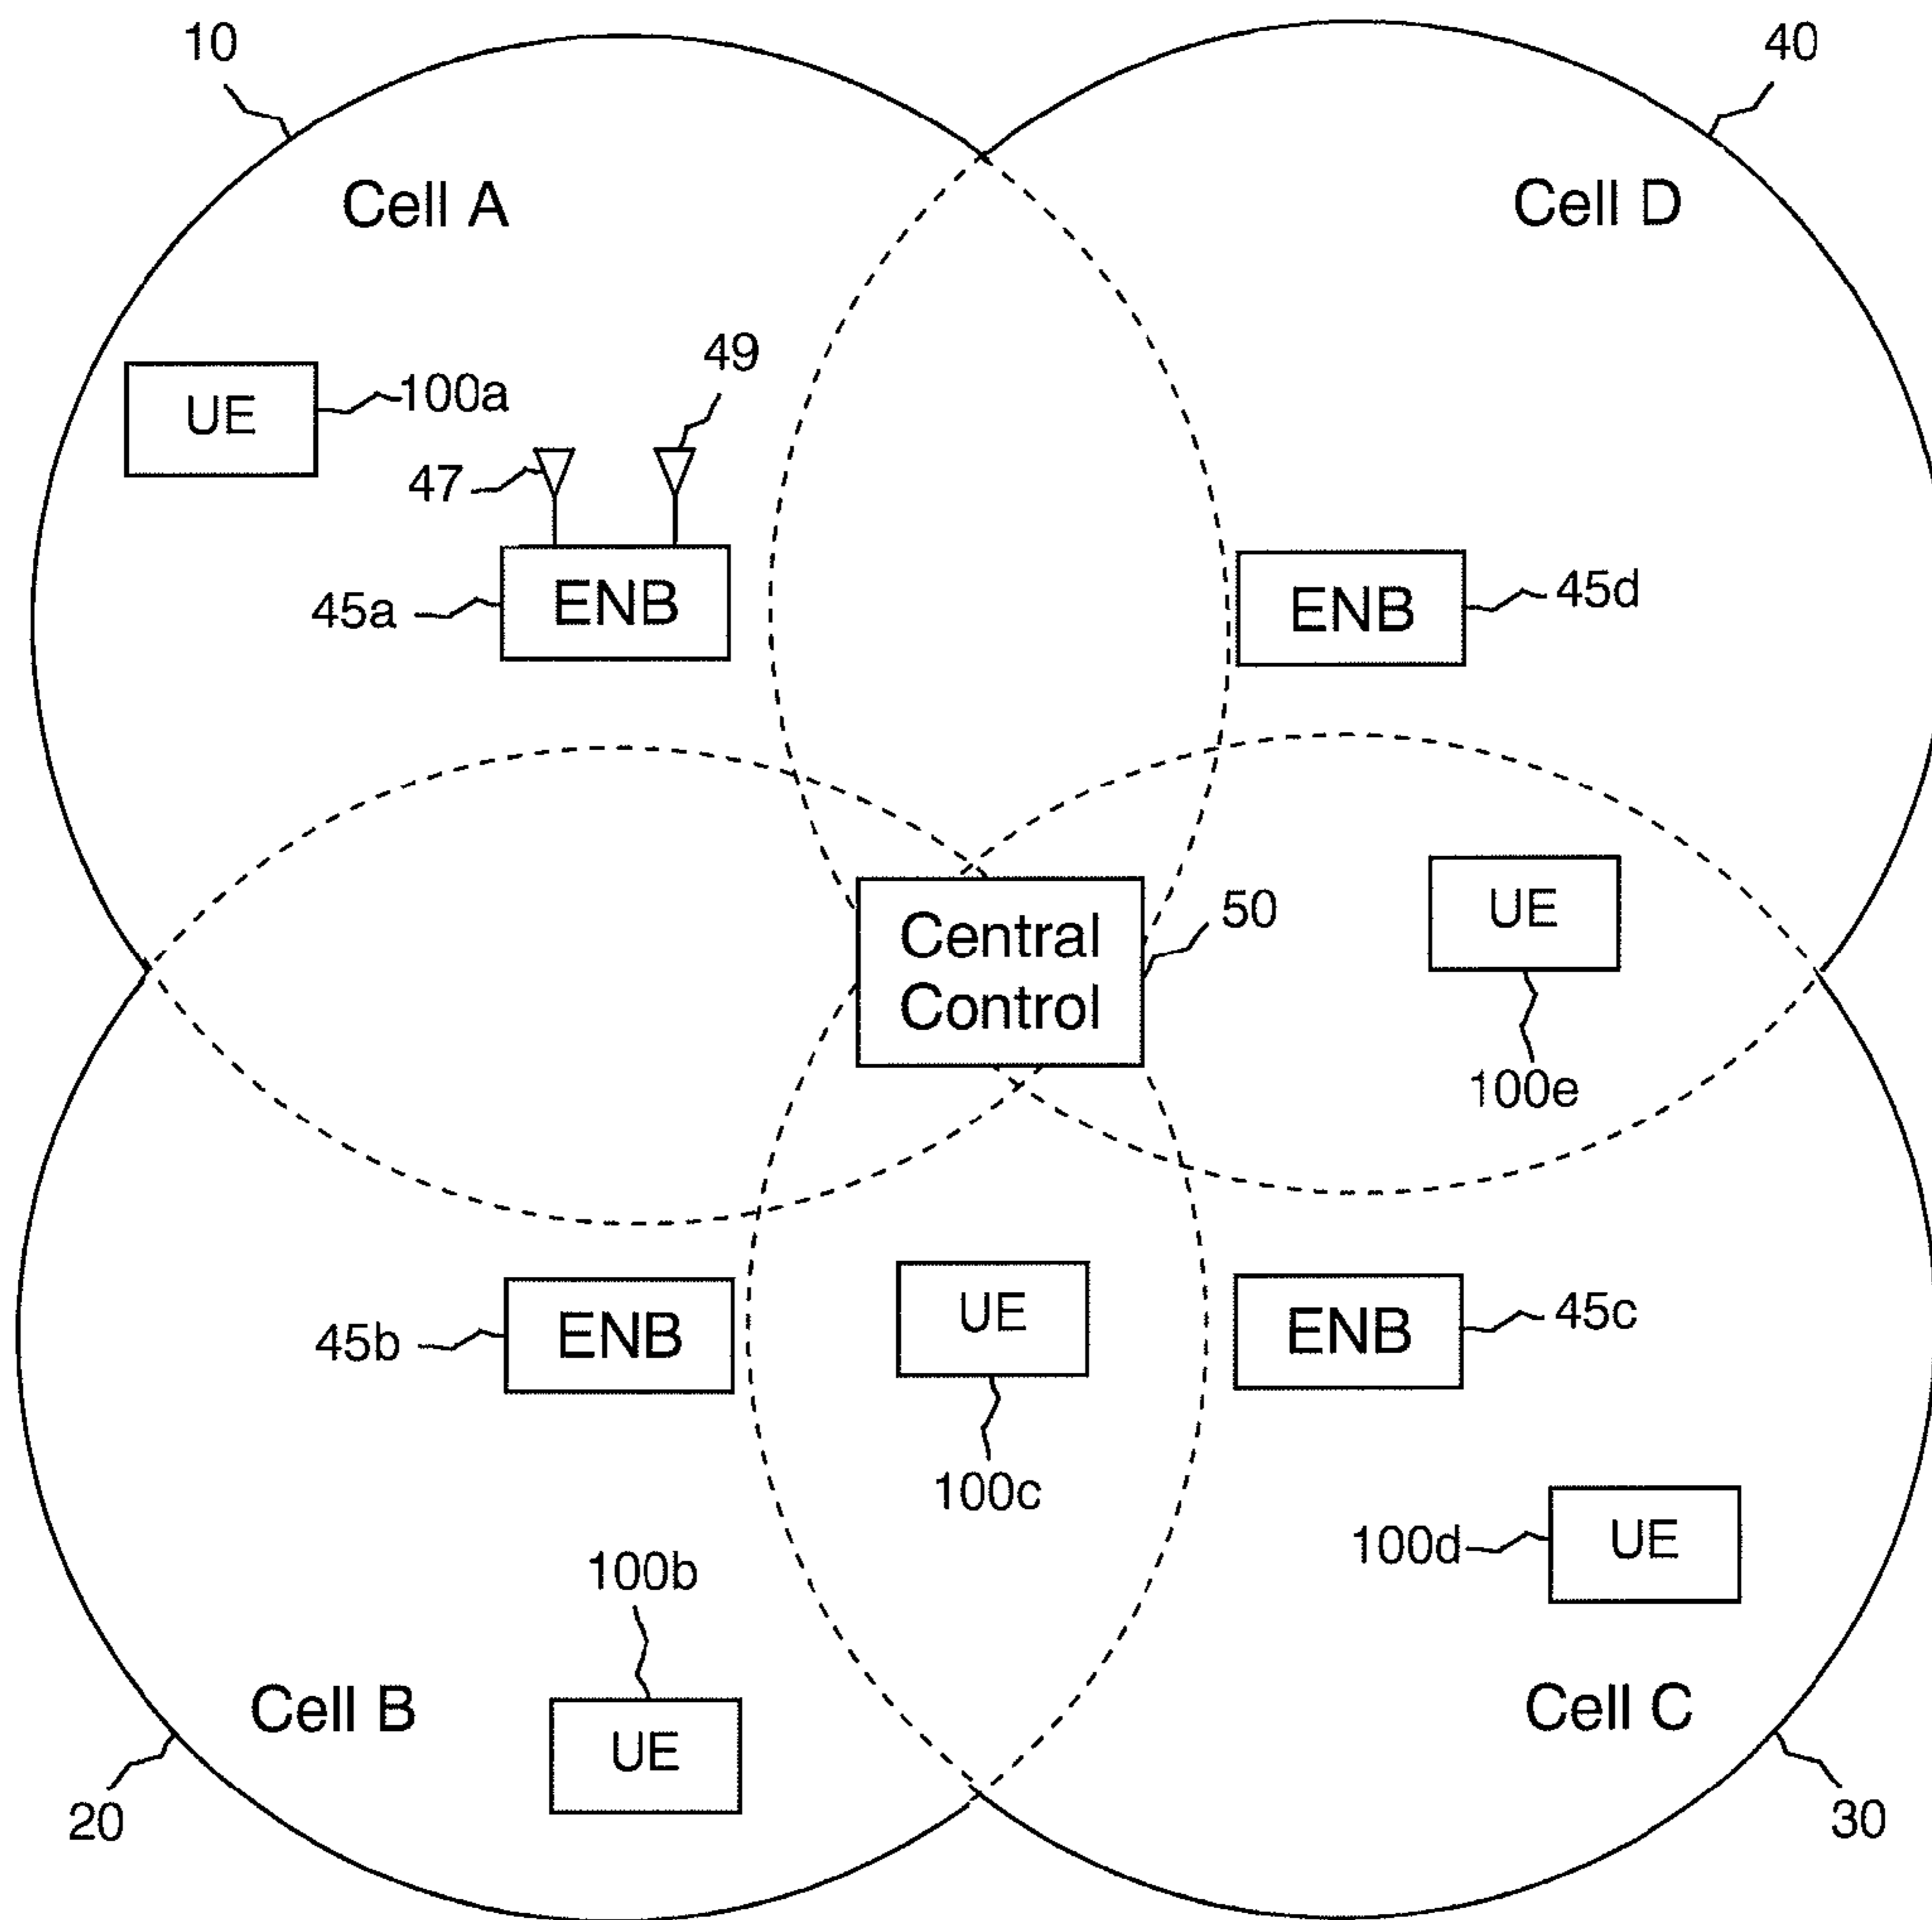 10
40
Cell A
Cell D
49
UE
100a
47
ENB
45a
ENB
45d
UE
Central
Control
50
100e
UE
ENB
45b
ENB
45c
100c
100d
UE
100b
Cell B
UE
Cell C
20
30